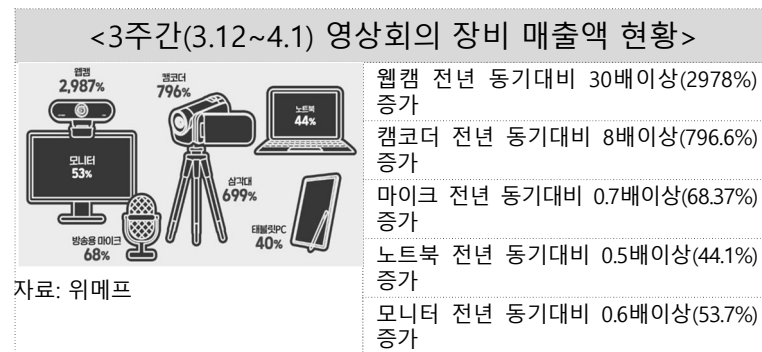 <3주간(3.12~4.1) 영상회의 장비 매출액 현황>
웹캠
2,987%
캠코더
796%
노트북
44%
모니터
53%
삼각대
699%
방송용 마이크
68%
태블릿PC
40%
자료: 위메프
웹캠 전년 동기대비 30배이상(2978%)
증가
캠코더 전년 동기대비 8배이상(796.6%)
증가
마이크 전년 동기대비 0.7배이상(68.37%)
증가
노트북 전년 동기대비 0.5배이상(44.1%)
증가
모니터 전년 동기대비 0.6배이상(53.7%)
증가